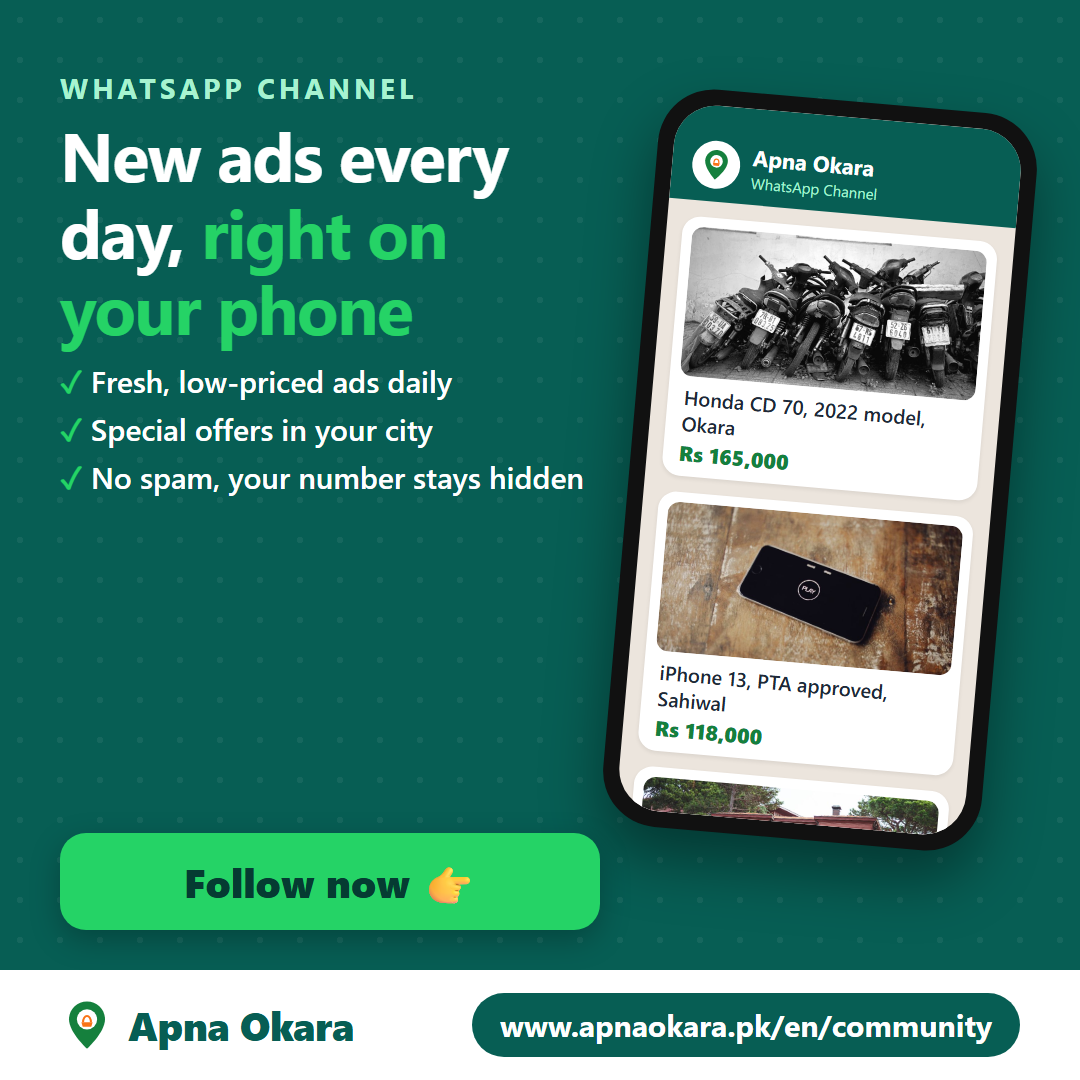 WHATSAPP CHANNEL
New ads every
day, right on
your phone
✓ Fresh, low-priced ads daily
✓ Special offers in your city
✓ No spam, your number stays hidden
Apna Okara
WhatsApp Channel
Honda CD 70, 2022 model,
Okara
Rs 165,000
PLAY
iPhone 13, PTA approved,
Sahiwal
Rs 118,000
Follow now 👉
Apna Okara
www.apnaokara.pk/en/community